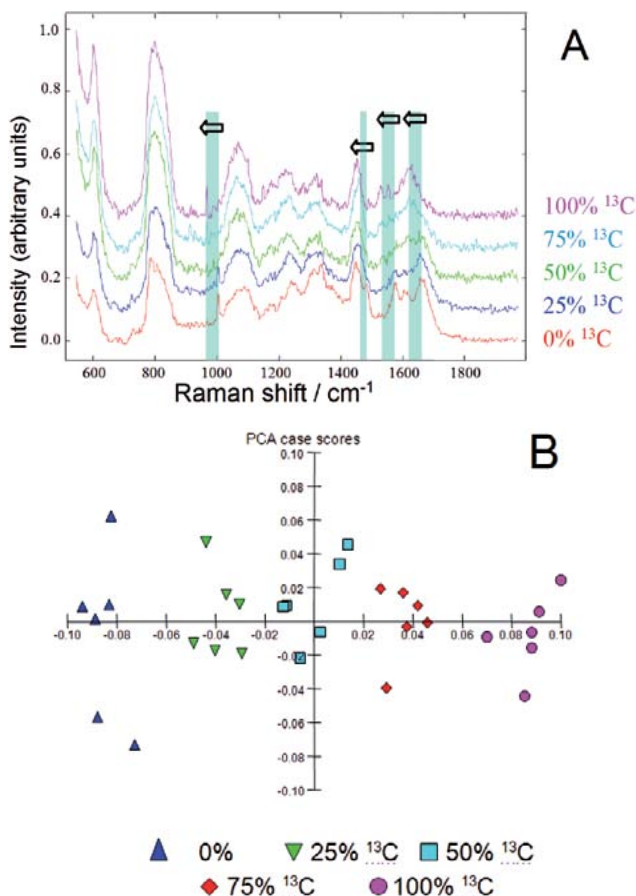 A
Intensity (arbitrary units)
1.0
0.8
0.6
0.4
0.2
0.0
600 800 1000 1200 1400 1600 1800
Raman shift / cm⁻¹
100% ¹³C
75% ¹³C
50% ¹³C
25% ¹³C
0% ¹³C
B
PCA case scores
0.10
0.08
0.06
0.04
0.02
-0.10 -0.08 -0.06 -0.04 -0.02 0.02 0.04 0.06 0.08 0.10
-0.02
-0.04
-0.06
-0.08
-0.10
0% 25% ¹³C 50% ¹³C
75% ¹³C 100% ¹³C